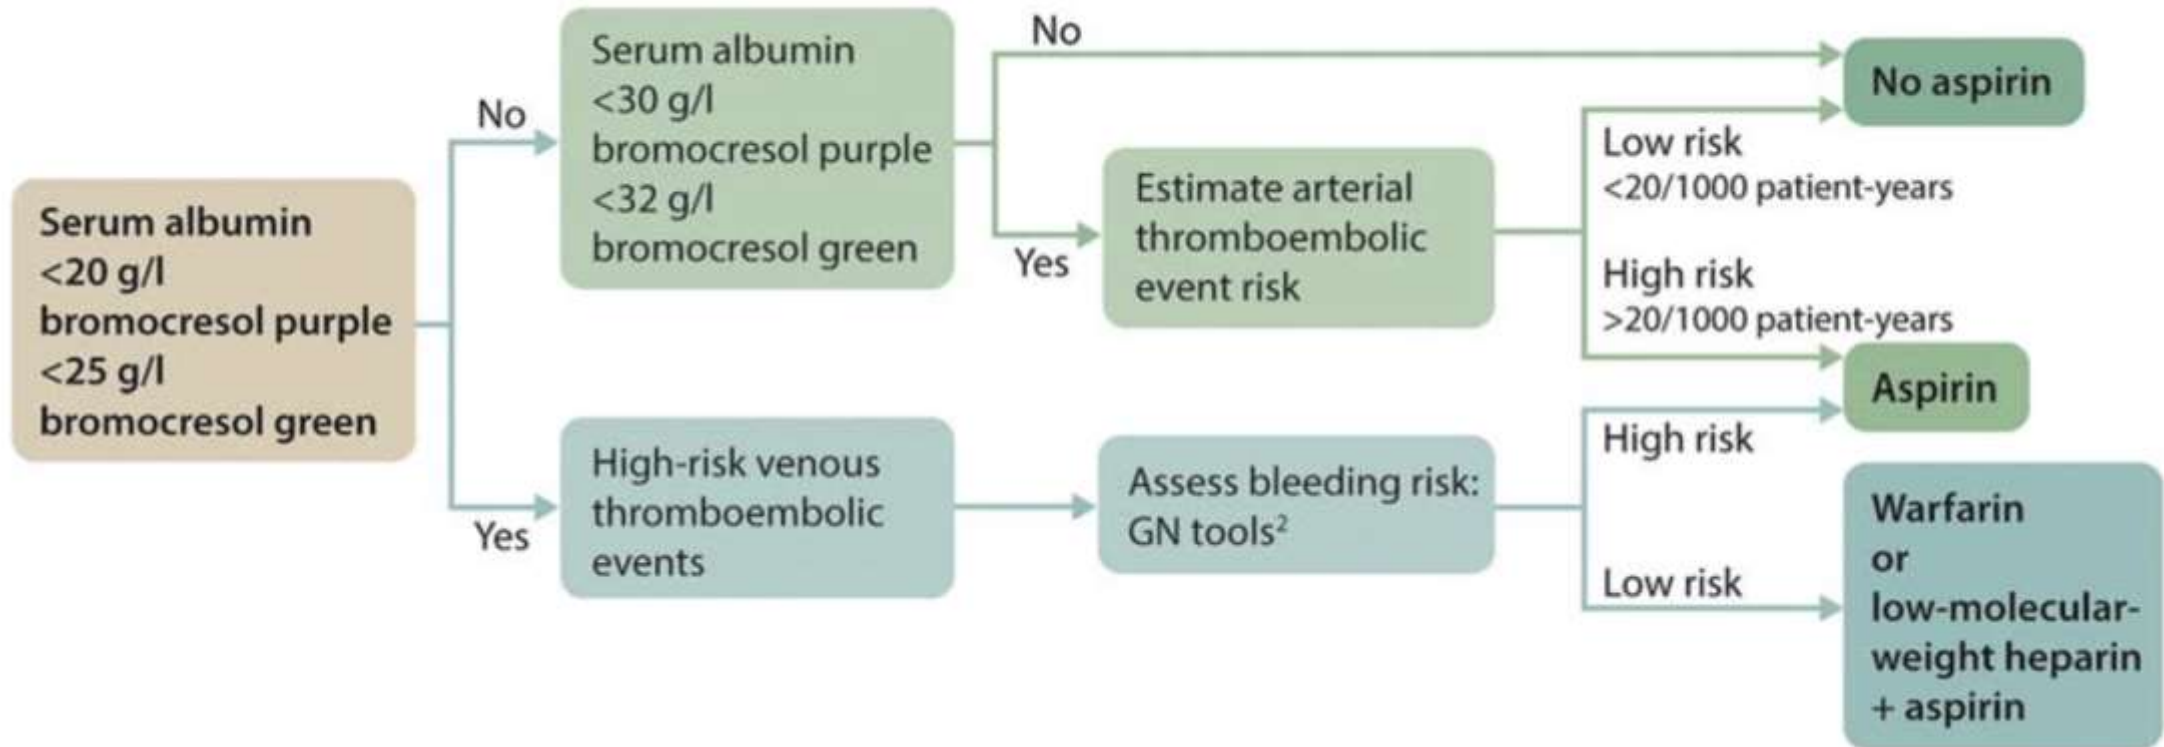 Serum albumin
<20 g/l
bromocresol purple
<25 g/l
bromocresol green
No
Yes
Serum albumin
<30 g/l
bromocresol purple
<32 g/l
bromocresol green
No
Yes
Estimate arterial
thromboembolic
event risk
Low risk
<20/1000 patient-years
High risk
>20/1000 patient-years
No aspirin
Aspirin
High-risk venous
thromboembolic
events
Assess bleeding risk:
GN tools²
High risk
Low risk
Warfarin
or
low-molecular-
weight heparin
+ aspirin